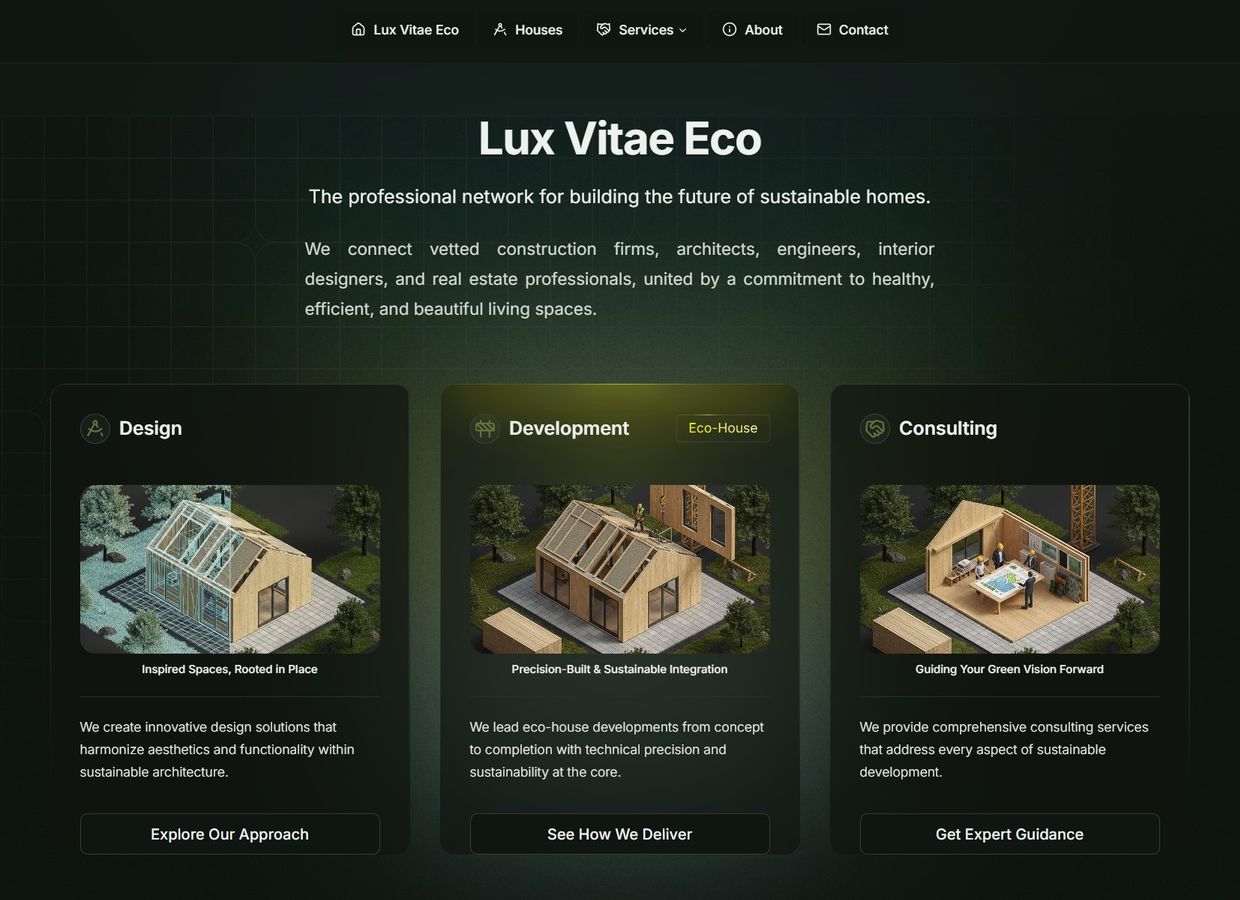 Lux Vitae Eco
Houses
Services
About
Contact
Lux Vitae Eco
The professional network for building the future of sustainable homes.
We connect vetted construction firms, architects, engineers, interior
designers, and real estate professionals, united by a commitment to healthy,
efficient, and beautiful living spaces.
Design
Inspired Spaces, Rooted in Place
We create innovative design solutions that
harmonize aesthetics and functionality within
sustainable architecture.
Explore Our Approach
Development
Eco-House
Precision-Built & Sustainable Integration
We lead eco-house developments from concept
to completion with technical precision and
sustainability at the core.
See How We Deliver
Consulting
Guiding Your Green Vision Forward
We provide comprehensive consulting services
that address every aspect of sustainable
development.
Get Expert Guidance